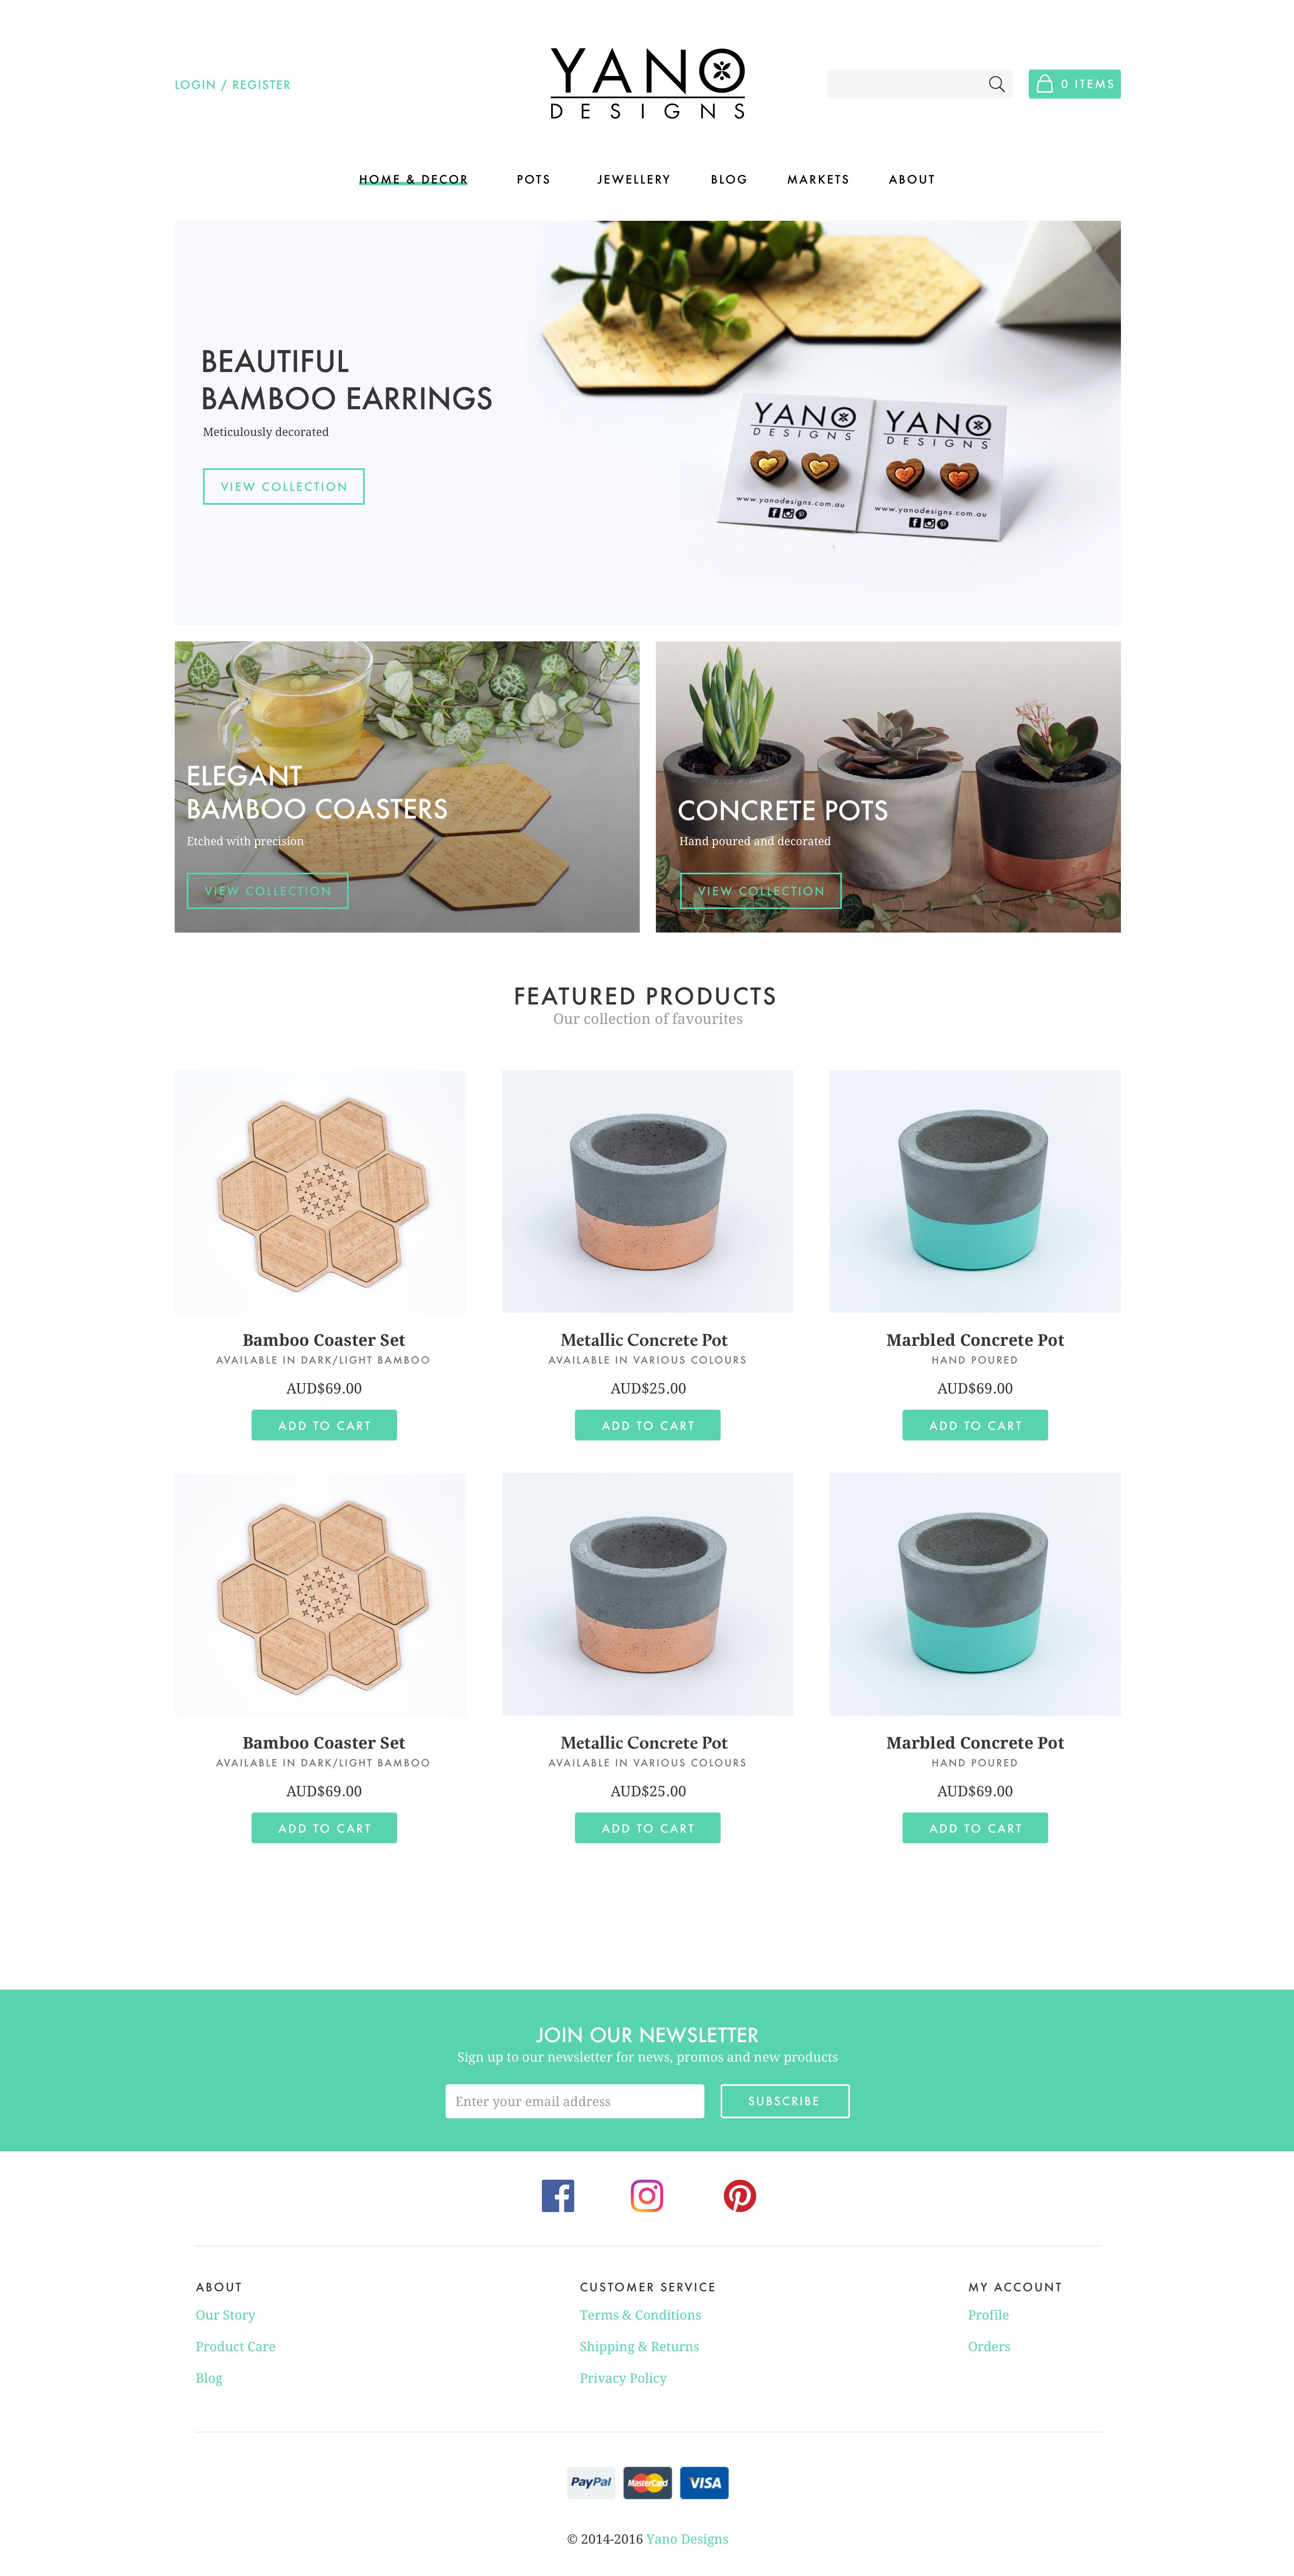 LOGIN / REGISTER
YANO
DESIGNS
0 ITEMS
HOME & DECOR
POTS
JEWELLERY
BLOG
MARKETS
ABOUT
BEAUTIFUL
BAMBOO EARRINGS
Meticulously decorated
VIEW COLLECTION
YANO
DESIGNS
www.yanodesigns.com.au
YANO
DESIGNS
www.yanodesigns.com.au
ELEGANT
BAMBOO COASTERS
Etched with precision
VIEW COLLECTION
CONCRETE POTS
Hand poured and decorated
VIEW COLLECTION
FEATURED PRODUCTS
Our collection of favourites
Bamboo Coaster Set
AVAILABLE IN DARK/LIGHT BAMBOO
AUD$69.00
ADD TO CART
Metallic Concrete Pot
AVAILABLE IN VARIOUS COLOURS
AUD$25.00
ADD TO CART
Marbled Concrete Pot
HAND POURED
AUD$69.00
ADD TO CART
Bamboo Coaster Set
AVAILABLE IN DARK/LIGHT BAMBOO
AUD$69.00
ADD TO CART
Metallic Concrete Pot
AVAILABLE IN VARIOUS COLOURS
AUD$25.00
ADD TO CART
Marbled Concrete Pot
HAND POURED
AUD$69.00
ADD TO CART
JOIN OUR NEWSLETTER
Sign up to our newsletter for news, promos and new products
Enter your email address
SUBSCRIBE
ABOUT
Our Story
Product Care
Blog
CUSTOMER SERVICE
Terms & Conditions
Shipping & Returns
Privacy Policy
MY ACCOUNT
Profile
Orders
PayPal
MasterCard
VISA
© 2014-2016 Yano Designs